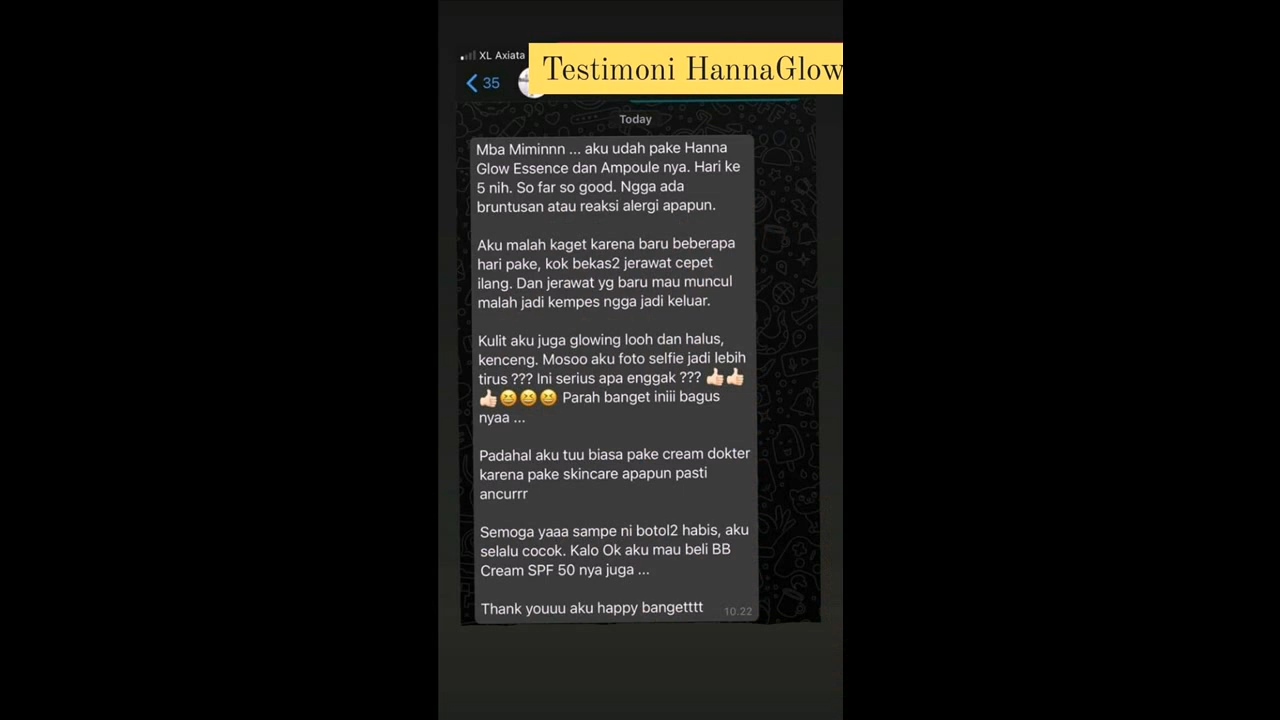 XL Axiata
Testimoni HannaGlow
35
Today
Mba Miminnn ... aku udah pake Hanna
Glow Essence dan Ampoule nya. Hari ke
5 nih. So far so good. Ngga ada
bruntusan atau reaksi alergi apapun.
Aku malah kaget karena baru beberapa
hari pake, kok bekas2 jerawat cepet
ilang. Dan jerawat yg baru mau muncul
malah jadi kempes ngga jadi keluar.
Kulit aku juga glowing looh dan halus,
kenceng. Mosoo aku foto selfie jadi lebih
tirus ??? Ini serius apa enggak ??? 👍🏻👍🏻
👍🏻😆😆😆 Parah banget iniii bagus
nyaa ...
Padahal aku tuu biasa pake cream dokter
karena pake skincare apapun pasti
ancurrr
Semoga yaaa sampe ni botol2 habis, aku
selalu cocok. Kalo Ok aku mau beli BB
Cream SPF 50 nya juga ...
Thank youuu aku happy bangetttt
10.22